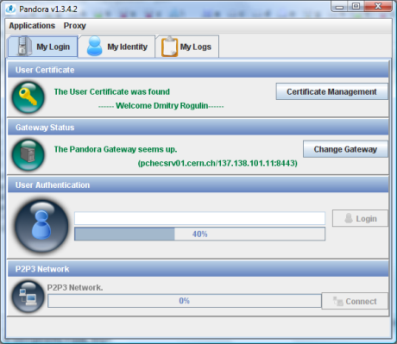 Pandora v1.3.4.2
Applications Proxy
My Login My Identity My Logs
User Certificate
The User Certificate was found
------ Welcome Dmitry Rogulin------
Certificate Management
Gateway Status
The Pandora Gateway seems up.
(pchecsrv01.cern.ch/137.138.101.11:8443)
Change Gateway
User Authentication
Login
40%
P2P3 Network
P2P3 Network.
0%
Connect